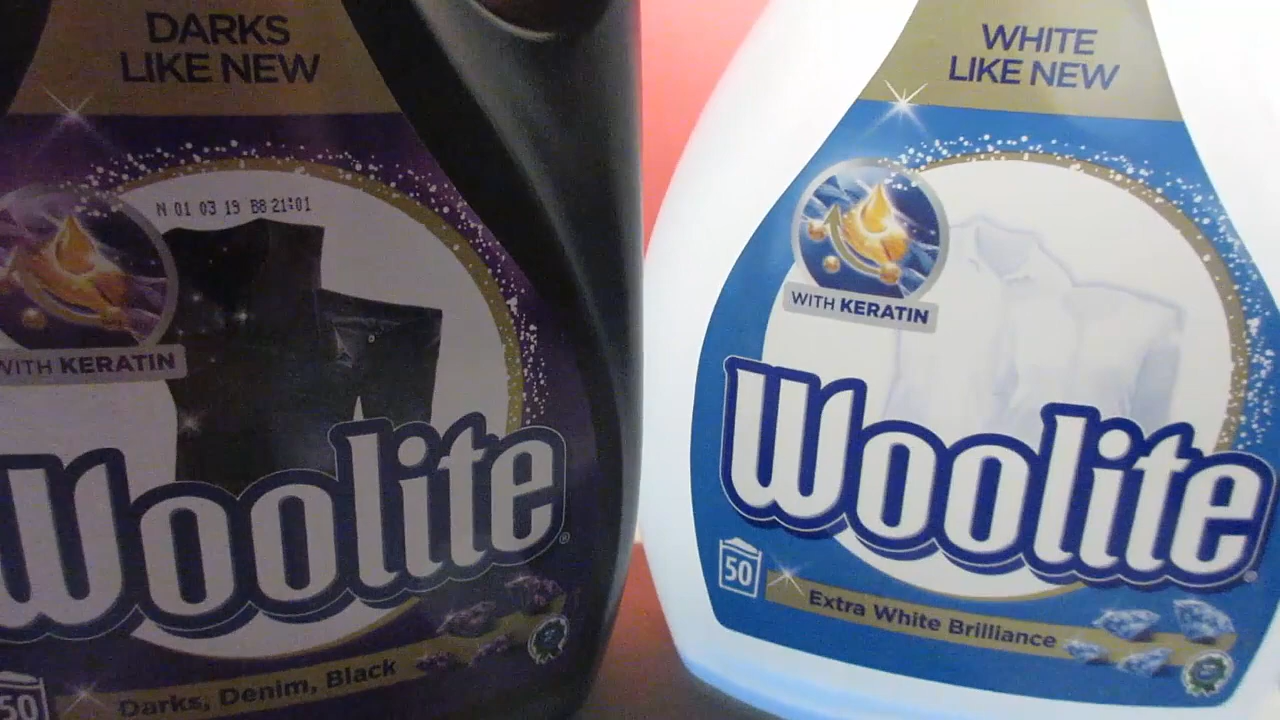 DARKS
LIKE NEW
N 01 03 19 B8 21:01
WITH KERATIN
Woolite®
50
Darks, Denim, Black
WHITE
LIKE NEW
WITH KERATIN
Woolite®
50
Extra White Brilliance